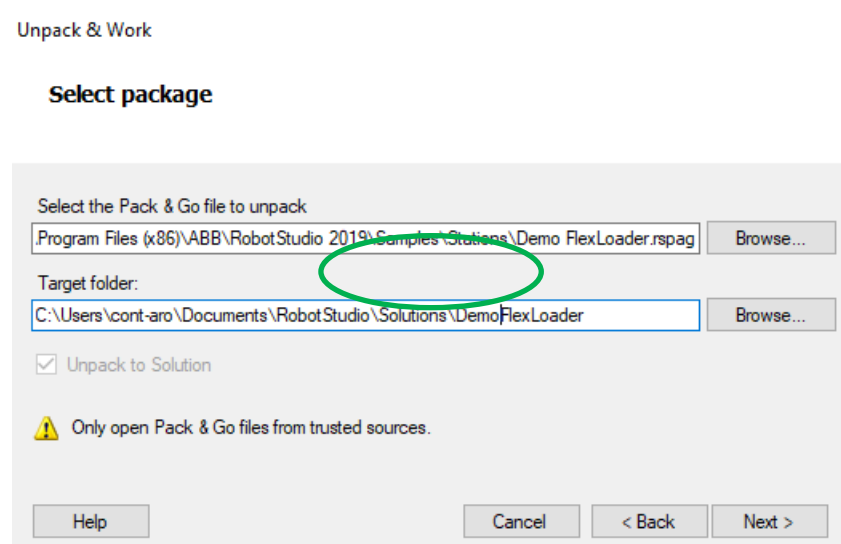 Unpack & Work
Select package
Select the Pack & Go file to unpack
.Program Files (x86)\ABB\RobotStudio 2019\Samples\Stations\Demo FlexLoader.rspag
Browse...
Target folder:
C:\Users\cont-aro\Documents\RobotStudio\Solutions\DemoFlexLoader
Browse...
Unpack to Solution
Only open Pack & Go files from trusted sources.
Help
Cancel
< Back
Next >